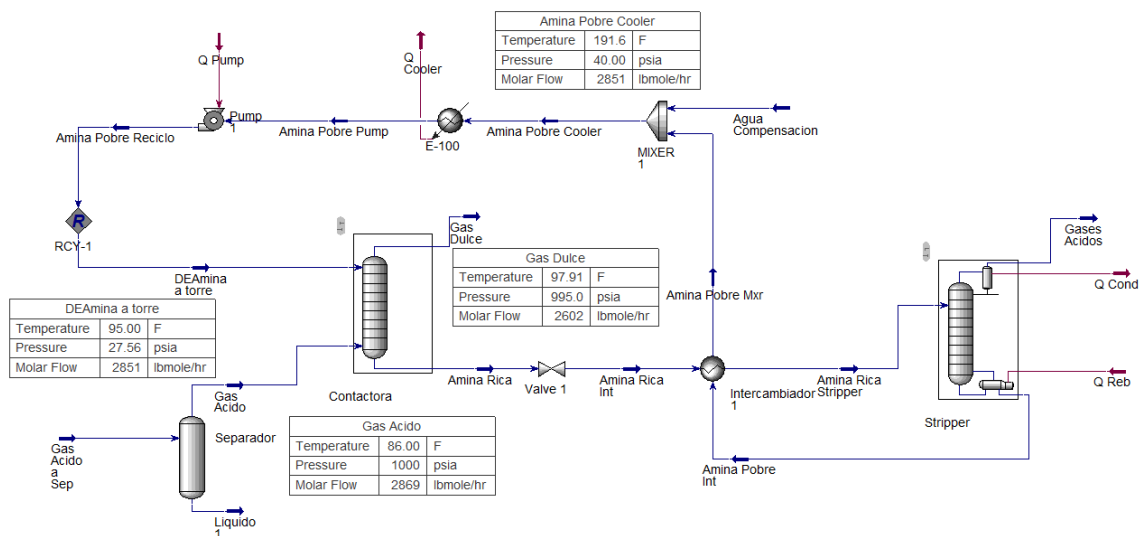 Amina Pobre Cooler
Temperature 191.6 F
Pressure 40.00 psia
Molar Flow 2851 lbmole/hr
Q Pump
Q
Cooler
Pump
1
Amina Pobre Reciclo
Amina Pobre Pump
E-100
Amina Pobre Cooler
MIXER
1
Agua
Compensacion
R
RCY-1
DEAmina
a torre
Gas
Dulce
Gas Dulce
Temperature 97.91 F
Pressure 995.0 psia
Molar Flow 2602 lbmole/hr
Amina Pobre Mxr
Gases
Acidos
Q Cond
DEAmina a torre
Temperature 95.00 F
Pressure 27.56 psia
Molar Flow 2851 lbmole/hr
Gas
Acido
Contactora
Amina Rica
Valve 1
Amina Rica
Int
Intercambiador
1
Amina Rica
Stripper
Q Reb
Stripper
Separador
Gas
Acido
a
Sep
Gas Acido
Temperature 86.00 F
Pressure 1000 psia
Molar Flow 2869 lbmole/hr
Amina Pobre
Int
Liquido
1